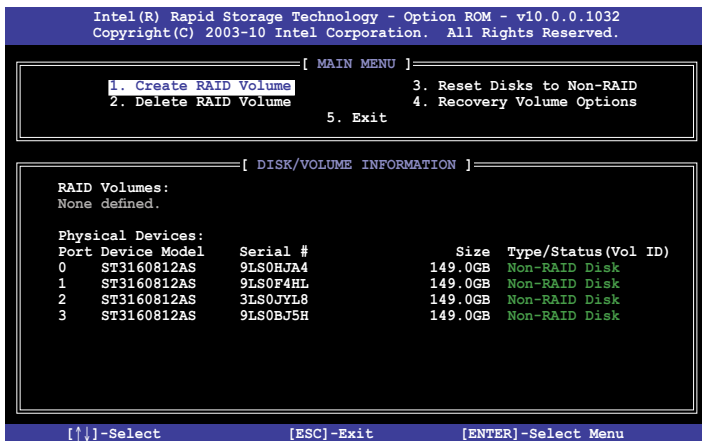 Intel(R) Rapid Storage Technology - Option ROM - v10.0.0.1032
Copyright(C) 2003-10 Intel Corporation. All Rights Reserved.
[ MAIN MENU ]
1. Create RAID Volume 3. Reset Disks to Non-RAID
2. Delete RAID Volume 4. Recovery Volume Options
5. Exit
[ DISK/VOLUME INFORMATION ]
RAID Volumes:
None defined.
Physical Devices:
Port Device Model Serial # Size Type/Status(Vol ID)
0 ST3160812AS 9LS0HJA4 149.0GB Non-RAID Disk
1 ST3160812AS 9LS0F4HL 149.0GB Non-RAID Disk
2 ST3160812AS 3LS0JYL8 149.0GB Non-RAID Disk
3 ST3160812AS 9LS0BJ5H 149.0GB Non-RAID Disk
[↑↓]-Select [ESC]-Exit [ENTER]-Select Menu